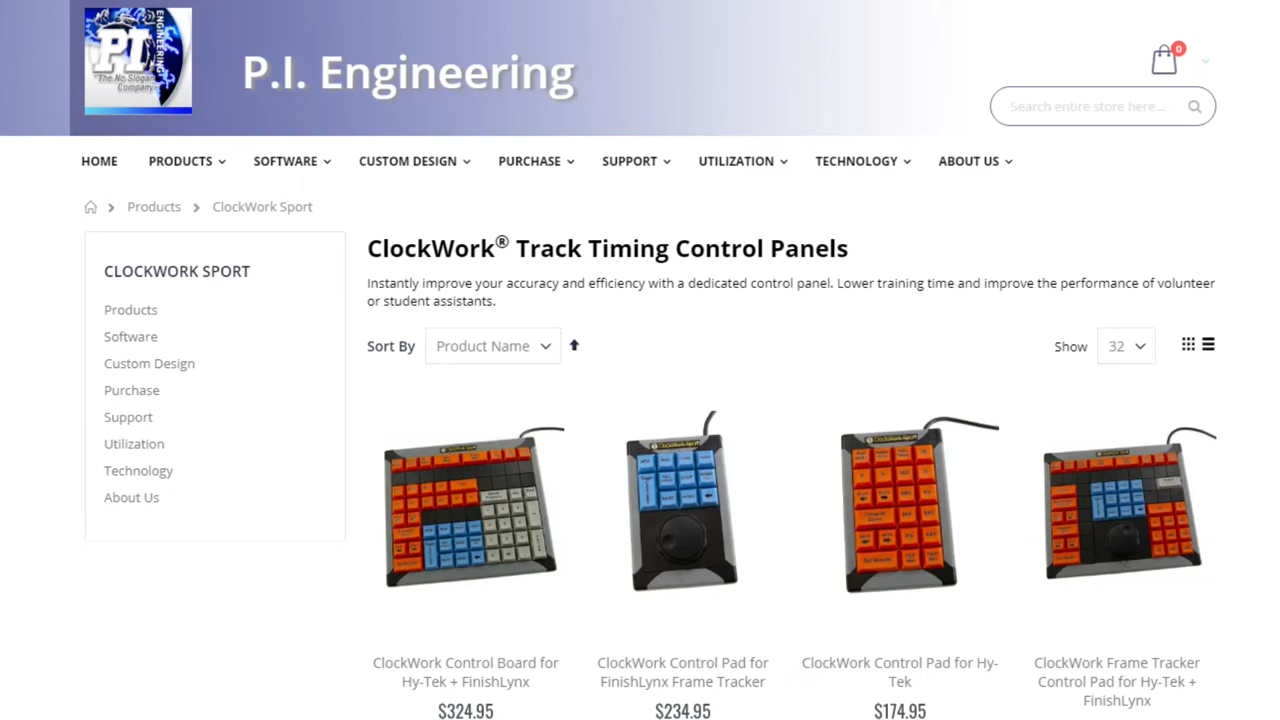 PI
ENGINEERING
"The No Slogan
Company"
P.I. Engineering
0
Search entire store here...
HOME PRODUCTS SOFTWARE CUSTOM DESIGN PURCHASE SUPPORT UTILIZATION TECHNOLOGY ABOUT US
Products ClockWork Sport
CLOCKWORK SPORT
Products
Software
Custom Design
Purchase
Support
Utilization
Technology
About Us
ClockWork® Track Timing Control Panels
Instantly improve your accuracy and efficiency with a dedicated control panel. Lower training time and improve the performance of volunteer
or student assistants.
Sort By Product Name
Show 32
ClockWork Control Board for
Hy-Tek + FinishLynx
$324.95
ClockWork Control Pad for
FinishLynx Frame Tracker
$234.95
ClockWork Control Pad for Hy-
Tek
$174.95
ClockWork Frame Tracker
Control Pad for Hy-Tek +
FinishLynx